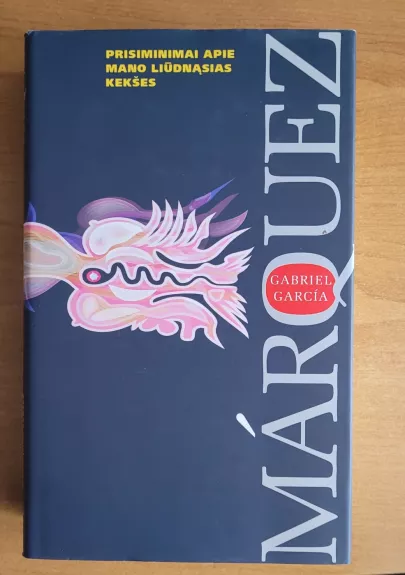 PRISIMINIMAI APIE
MANO LIŪDNĄSIAS
KEKŠES
GABRIEL
GARCÍA
MÁRQUEZ